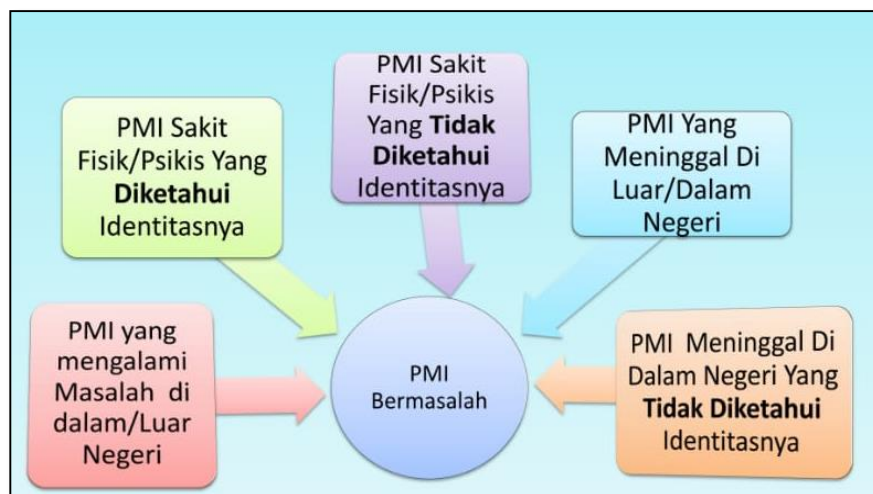 PMI Sakit
Fisik/Psikis
Yang Tidak
Diketahui
Identitasnya
PMI Sakit
Fisik/Psikis Yang
Diketahui
Identitasnya
PMI Yang
Meninggal Di
Luar/Dalam
Negeri
PMI yang
mengalami
Masalah di
dalam/Luar
Negeri
PMI
Bermasalah
PMI Meninggal Di
Dalam Negeri Yang
Tidak Diketahui
Identitasnya